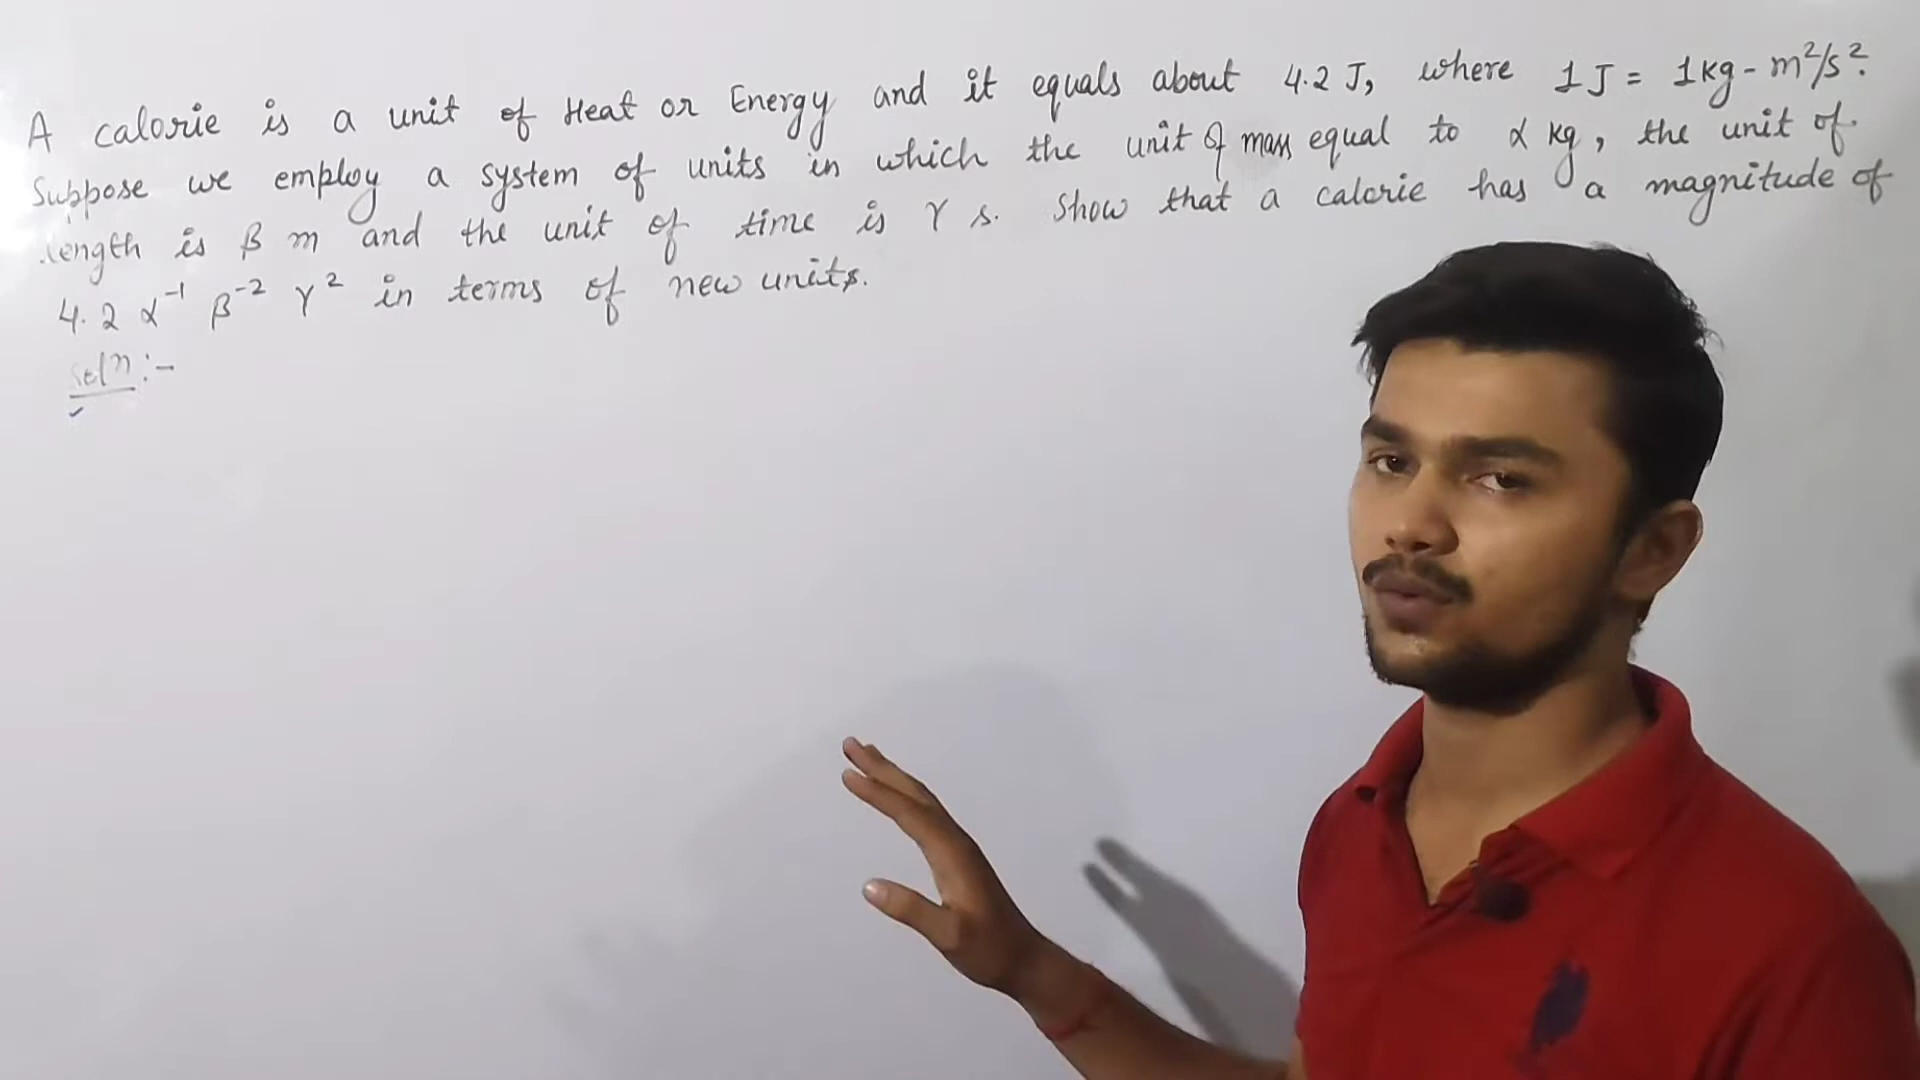 A calorie is a unit of Heat or Energy and it equals about 4.2 J, where 1J = 1kg-m²/s².
Suppose we employ a system of units in which the unit of mass equal to α kg, the unit of
length is β m and the unit of time is γ s. Show that a calorie has a magnitude of
4.2 α⁻¹ β⁻² γ² in terms of new units.
Solⁿ:-